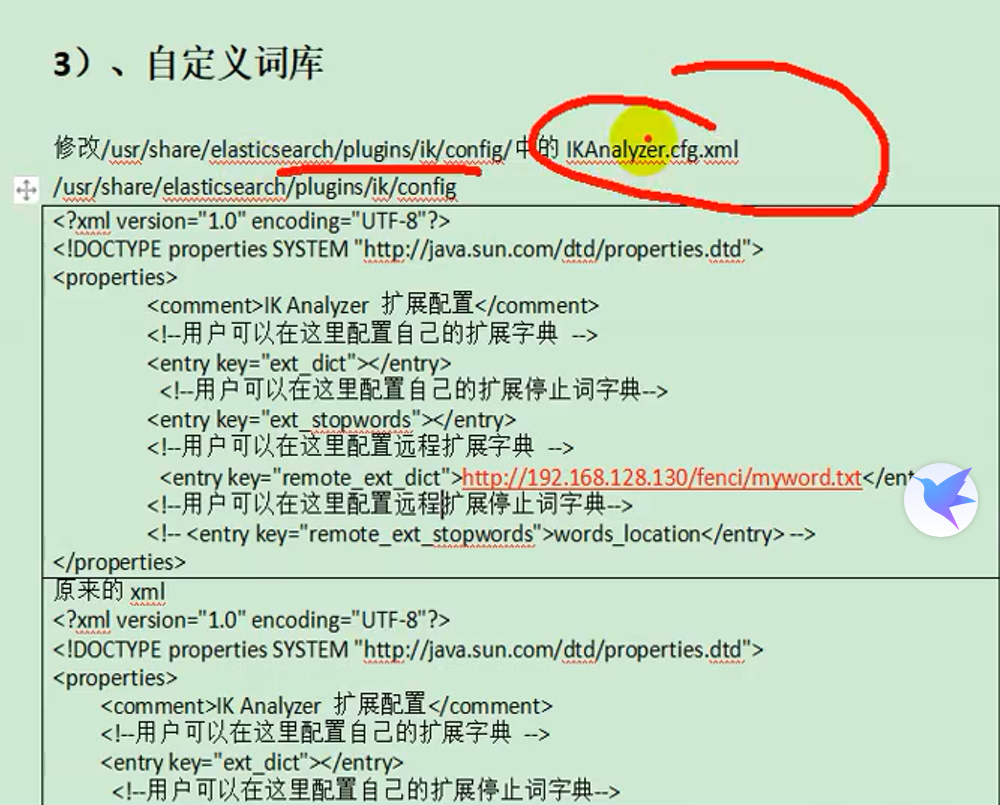 3）、自定义词库
修改/usr/share/elasticsearch/plugins/ik/config/中的 IKAnalyzer.cfg.xml
/usr/share/elasticsearch/plugins/ik/config
<?xml version="1.0" encoding="UTF-8"?>
<!DOCTYPE properties SYSTEM "http://java.sun.com/dtd/properties.dtd">
<properties>
<comment>IK Analyzer 扩展配置</comment>
<!--用户可以在这里配置自己的扩展字典 -->
<entry key="ext_dict"></entry>
<!--用户可以在这里配置自己的扩展停止词字典-->
<entry key="ext_stopwords"></entry>
<!--用户可以在这里配置远程扩展字典 -->
<entry key="remote_ext_dict">http://192.168.128.130/fenci/myword.txt</ent
<!--用户可以在这里配置远程扩展停止词字典-->
<!-- <entry key="remote_ext_stopwords">words_location</entry> -->
</properties>
原来的 xml
<?xml version="1.0" encoding="UTF-8"?>
<!DOCTYPE properties SYSTEM "http://java.sun.com/dtd/properties.dtd">
<properties>
<comment>IK Analyzer 扩展配置</comment>
<!--用户可以在这里配置自己的扩展字典 -->
<entry key="ext_dict"></entry>
<!--用户可以在这里配置自己的扩展停止词字典-->